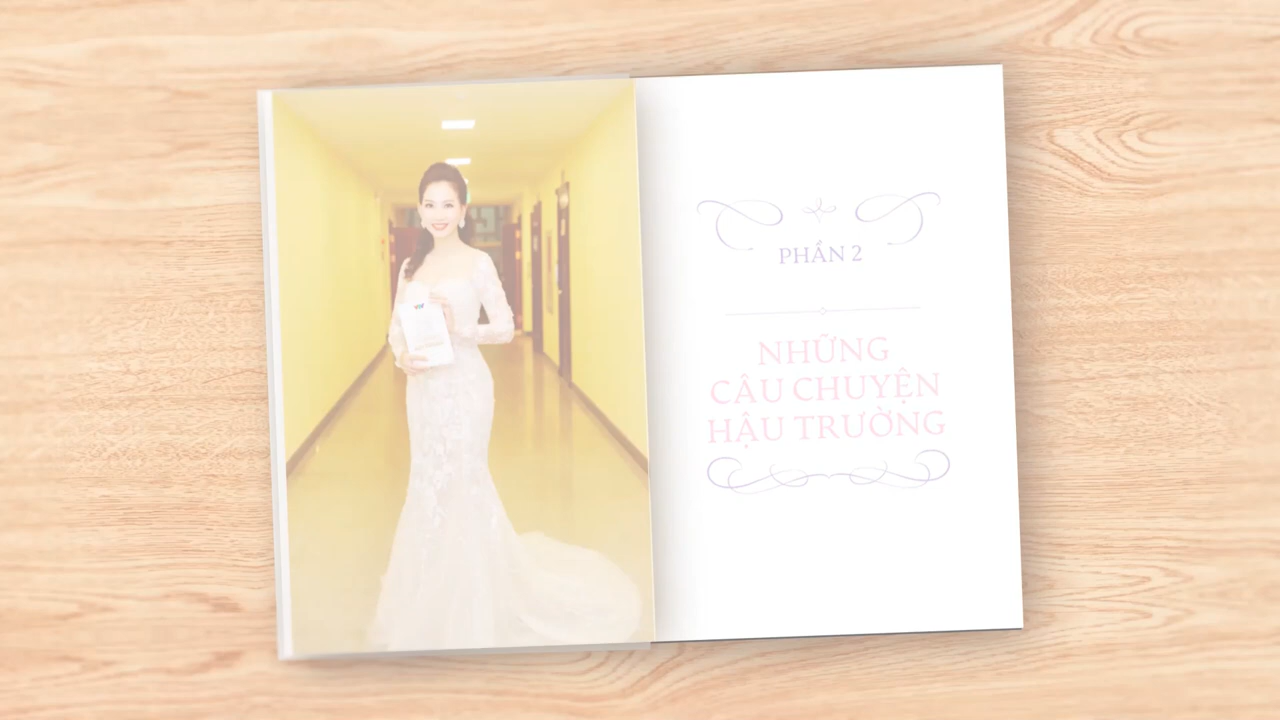 PHẦN 2
NHỮNG
CÂU CHUYỆN
HẬU TRƯỜNG